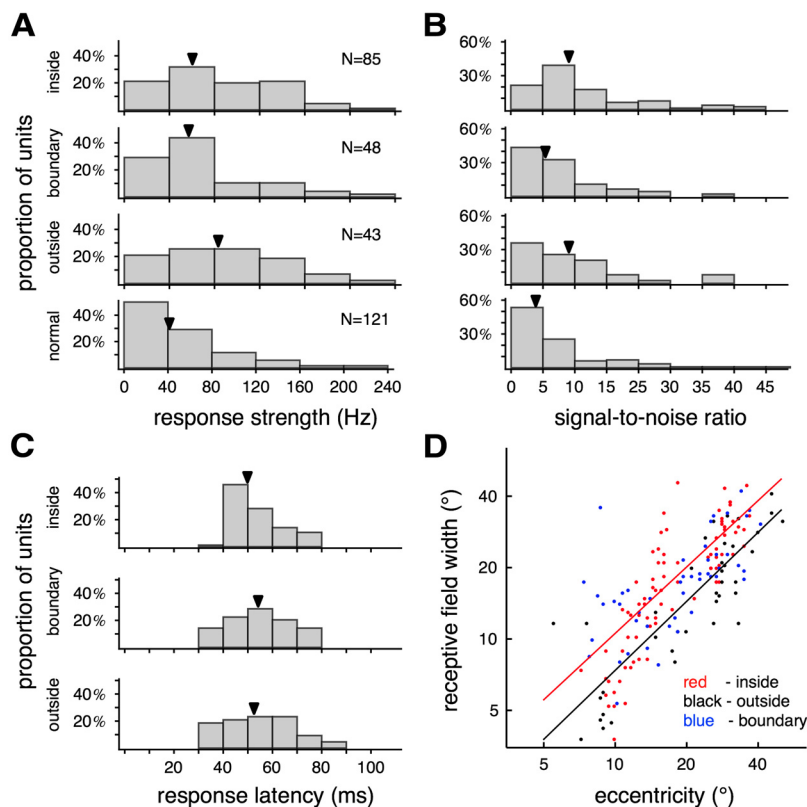 A
B
proportion of units
inside
40%
20%
N=85
boundary
40%
20%
N=48
outside
40%
20%
N=43
normal
40%
20%
N=121
0 40 80 120 160 200 240
response strength (Hz)
60%
30%
60%
30%
60%
30%
60%
30%
0 5 10 15 25 30 35 40 45
signal-to-noise ratio
C
D
proportion of units
inside
40%
20%
boundary
40%
20%
outside
40%
20%
20 40 60 80 100
response latency (ms)
receptive field width (°)
40
20
10
5
red - inside
black - outside
blue - boundary
5 10 20 40
eccentricity (°)